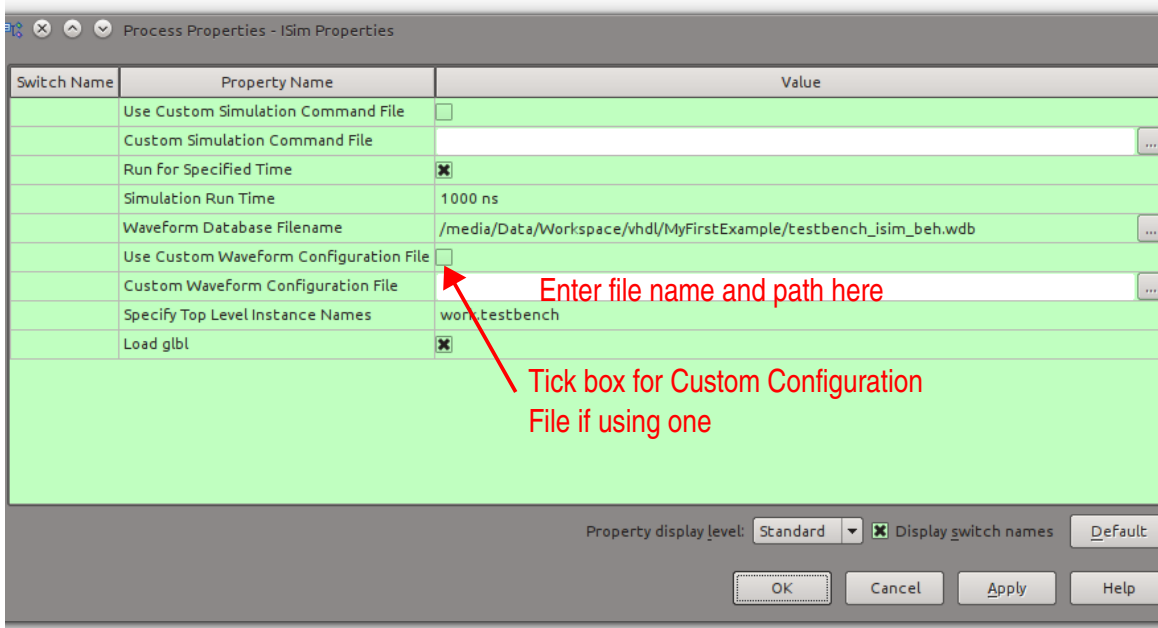 Process Properties - ISim Properties
Switch Name Property Name Value
Use Custom Simulation Command File
Custom Simulation Command File ...
Run for Specified Time
Simulation Run Time 1000 ns
Waveform Database Filename /media/Data/Workspace/vhdl/MyFirstExample/testbench_isim_beh.wdb ...
Use Custom Waveform Configuration File
Custom Waveform Configuration File Enter file name and path here ...
Specify Top Level Instance Names work.testbench
Load glbl
Tick box for Custom Configuration
File if using one
Property display level: Standard Display switch names Default
OK Cancel Apply Help